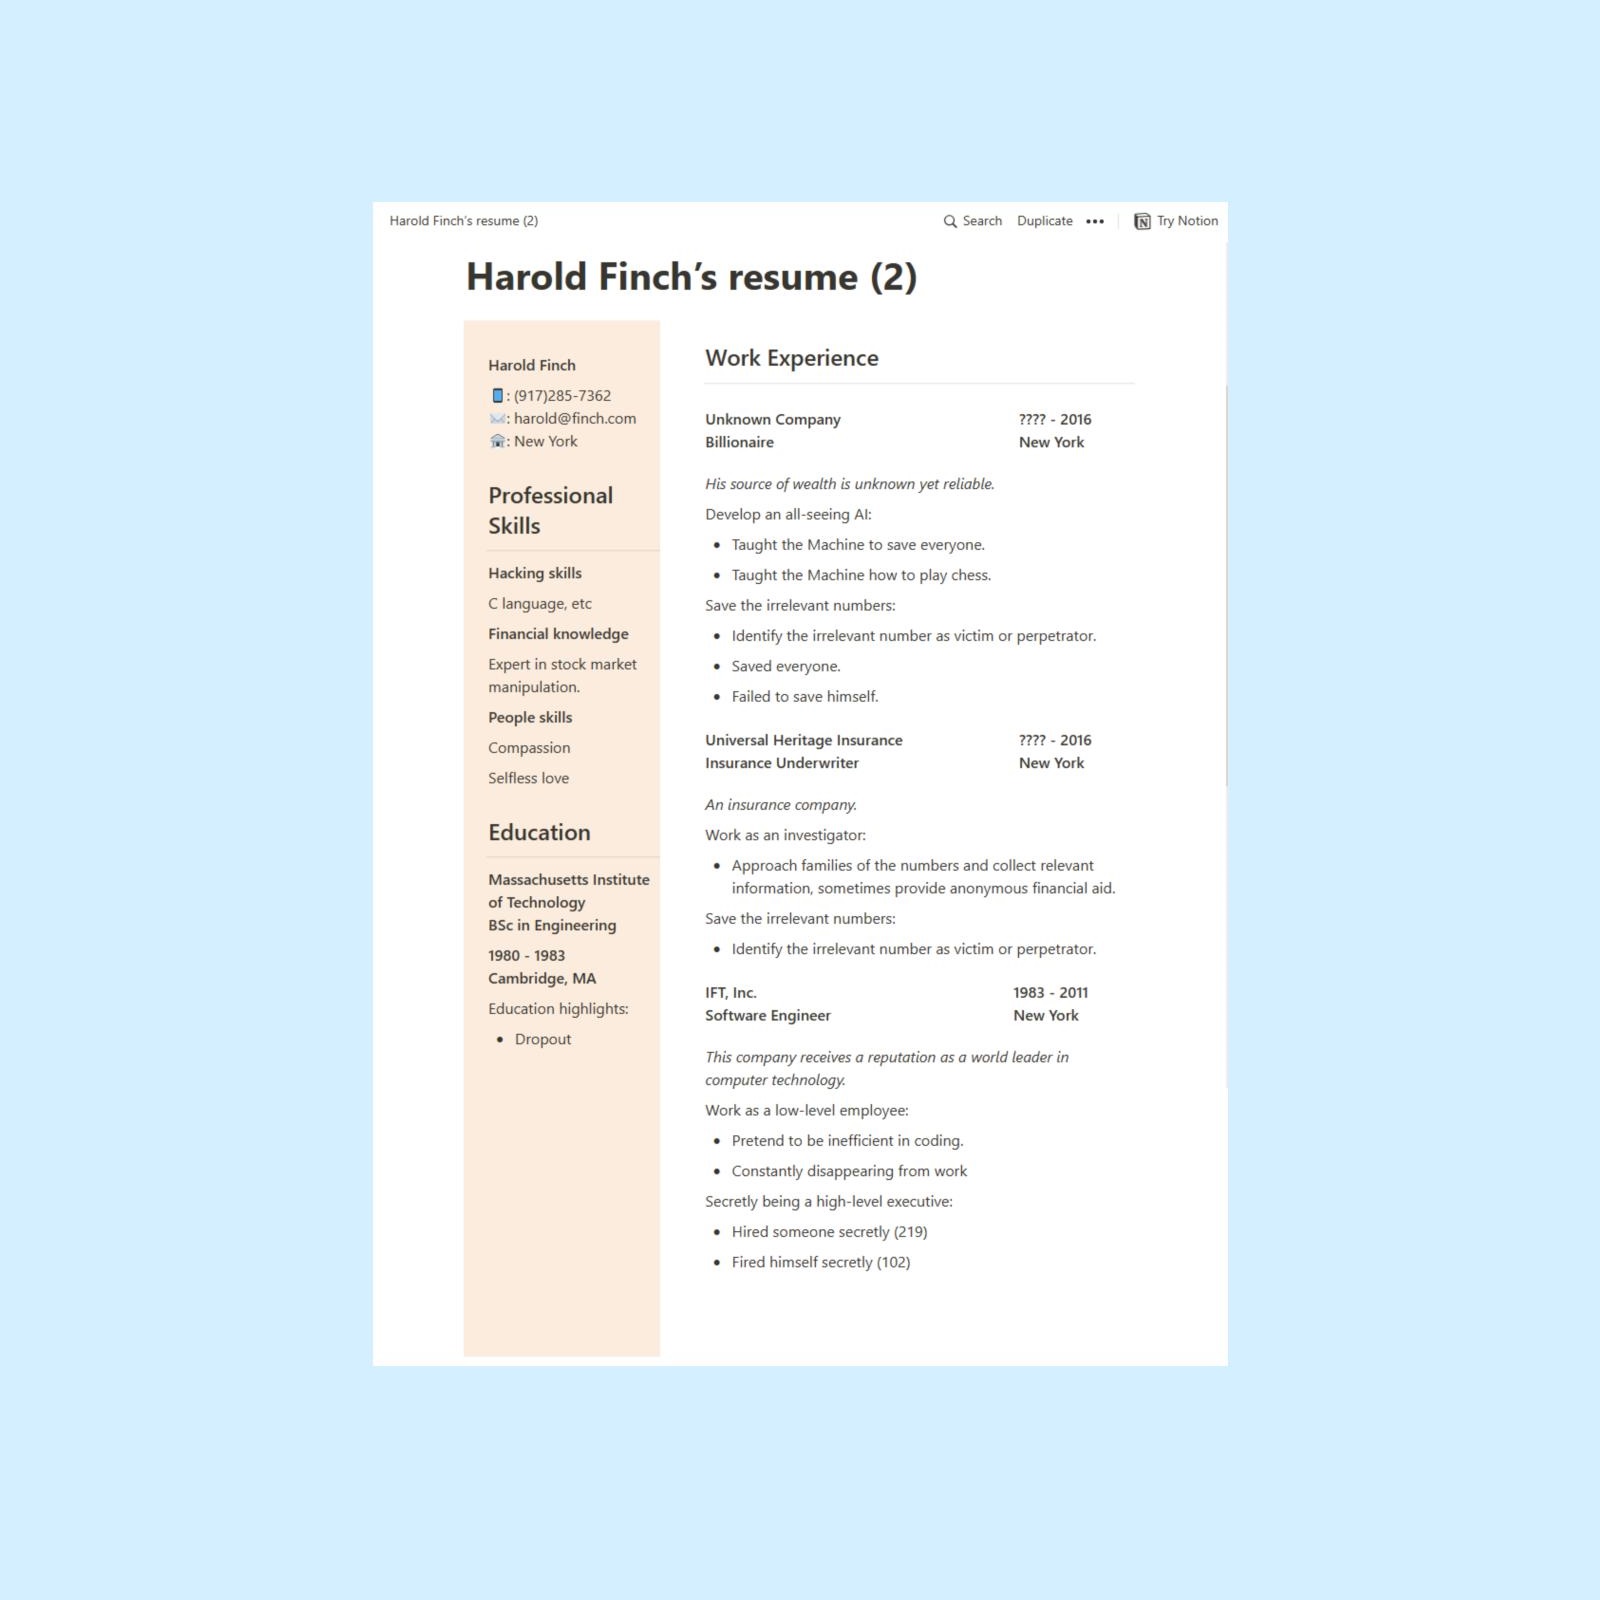 Harold Finch's resume (2)
Search Duplicate ••• Try Notion
Harold Finch’s resume (2)
Harold Finch
: (917)285-7362
: harold@finch.com
: New York
Professional
Skills
Hacking skills
C language, etc
Financial knowledge
Expert in stock market
manipulation.
People skills
Compassion
Selfless love
Education
Massachusetts Institute
of Technology
BSc in Engineering
1980 - 1983
Cambridge, MA
Education highlights:
• Dropout
Work Experience
Unknown Company ???? - 2016
Billionaire New York
His source of wealth is unknown yet reliable.
Develop an all-seeing AI:
• Taught the Machine to save everyone.
• Taught the Machine how to play chess.
Save the irrelevant numbers:
• Identify the irrelevant number as victim or perpetrator.
• Saved everyone.
• Failed to save himself.
Universal Heritage Insurance ???? - 2016
Insurance Underwriter New York
An insurance company.
Work as an investigator:
• Approach families of the numbers and collect relevant
information, sometimes provide anonymous financial aid.
Save the irrelevant numbers:
• Identify the irrelevant number as victim or perpetrator.
IFT, Inc. 1983 - 2011
Software Engineer New York
This company receives a reputation as a world leader in
computer technology.
Work as a low-level employee:
• Pretend to be inefficient in coding.
• Constantly disappearing from work
Secretly being a high-level executive:
• Hired someone secretly (219)
• Fired himself secretly (102)